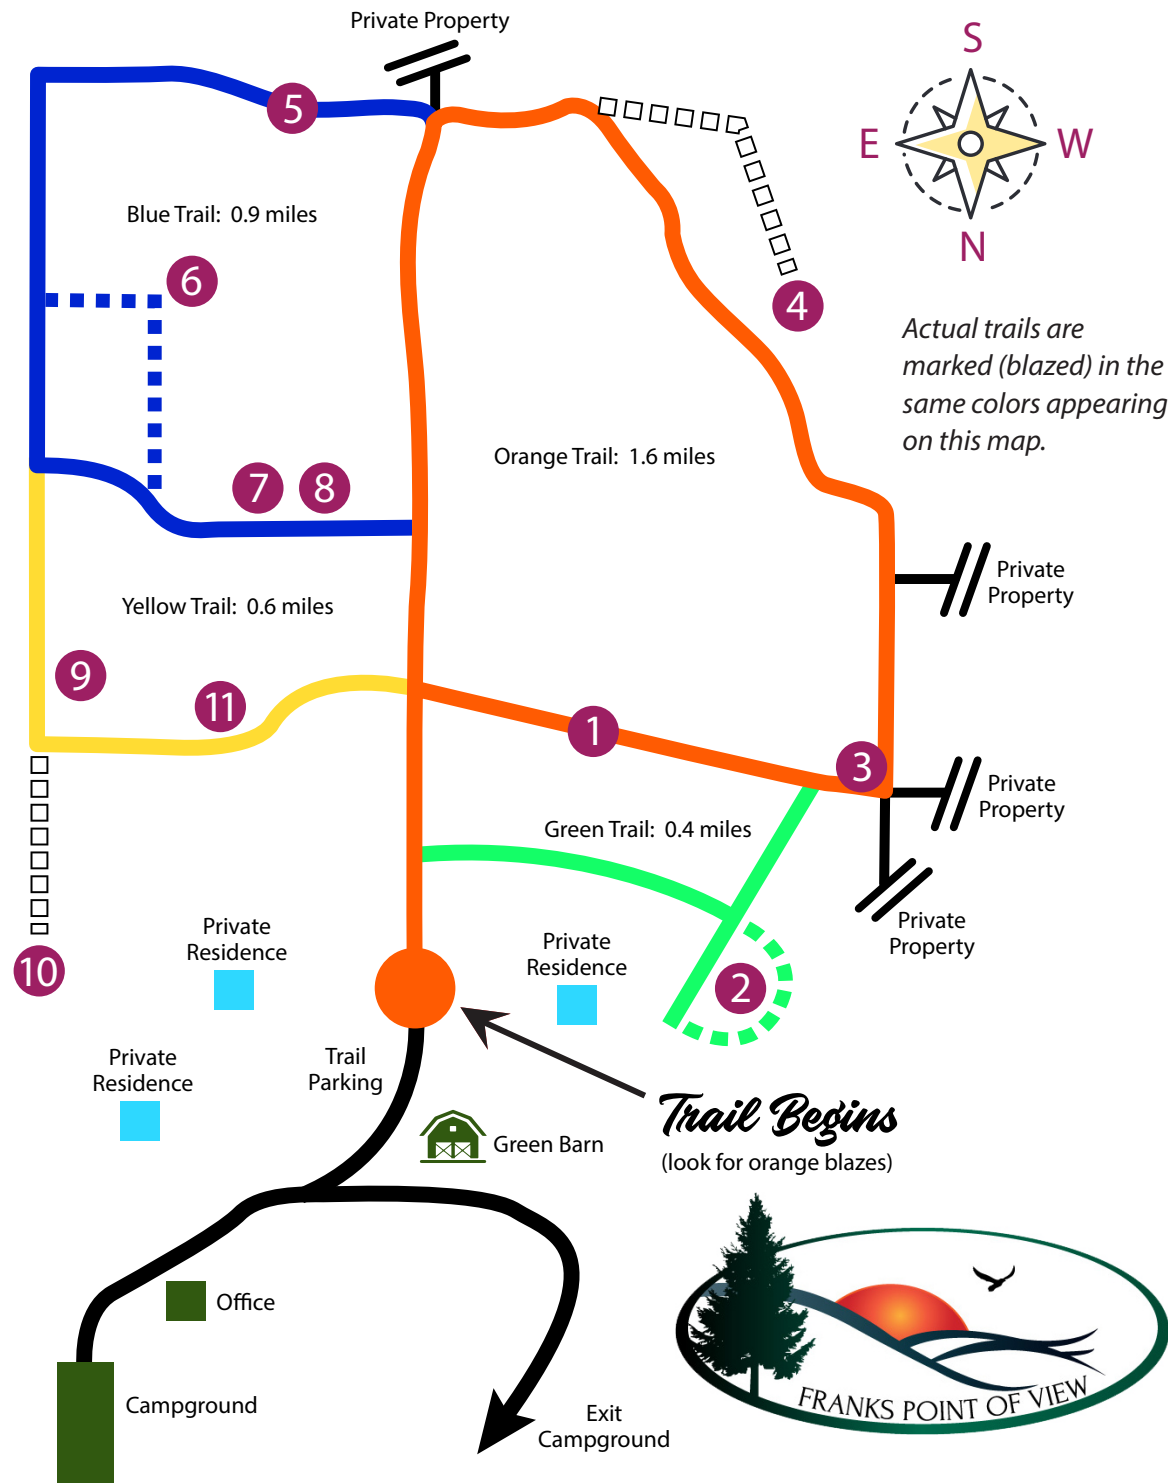 Private Property
S
E
W
N
5
Blue Trail: 0.9 miles
6
4
Actual trails are
marked (blazed) in the
same colors appearing
on this map.
Orange Trail: 1.6 miles
7
8
Private
Property
Yellow Trail: 0.6 miles
9
11
1
3
Private
Property
Green Trail: 0.4 miles
Private
Property
Private
Residence
Private
Residence
10
2
Trail
Parking
Private
Residence
Trail Begins
(look for orange blazes)
Green Barn
Office
Campground
Exit
Campground
FRANKS POINT OF VIEW